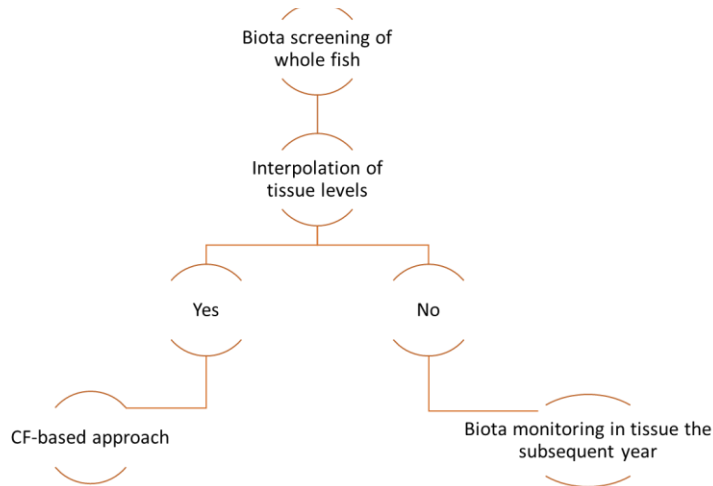 Biota screening of
whole fish
Interpolation of
tissue levels
Yes
No
CF-based approach
Biota monitoring in tissue the
subsequent year